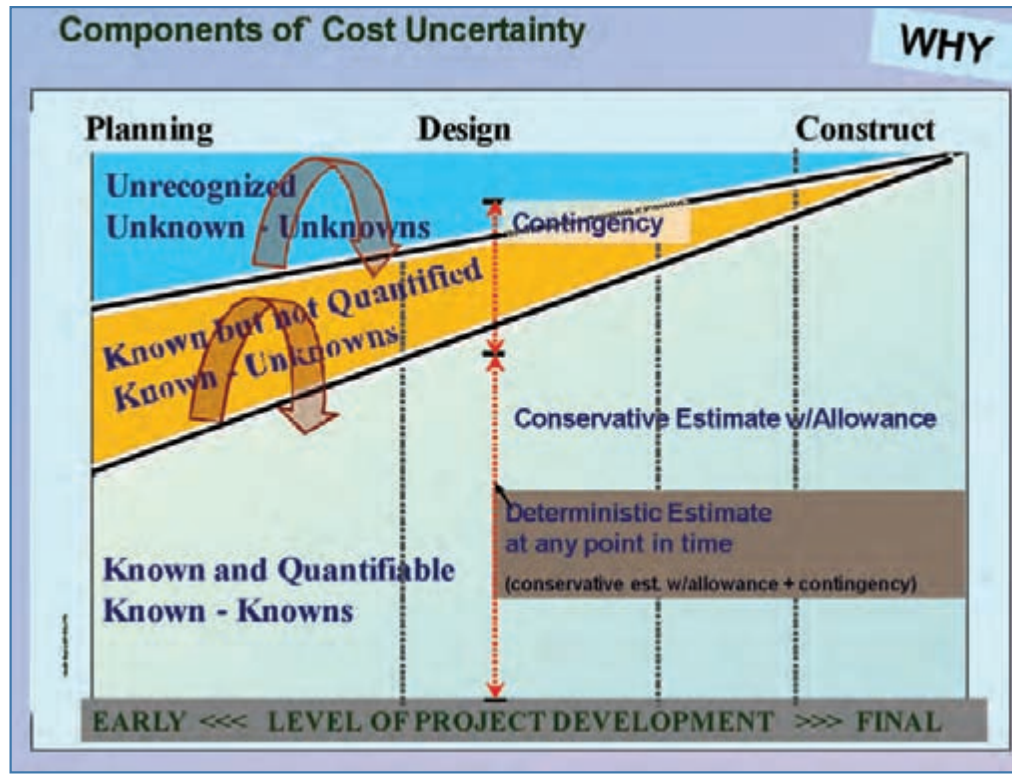 Components of Cost Uncertainty
WHY
Planning
Design
Construct
Unrecognized
Unknown - Unknowns
Contingency
Known but not Quantified
Known - Unknowns
Conservative Estimate w/Allowance
Deterministic Estimate
at any point in time
(conservative est. w/allowance + contingency)
Known and Quantifiable
Known - Knowns
EARLY <<< LEVEL OF PROJECT DEVELOPMENT >>> FINAL